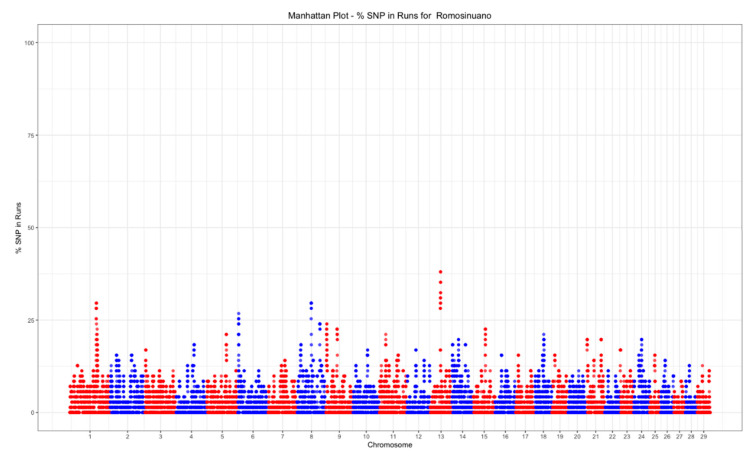 Manhattan Plot - % SNP in Runs for Romosinuano
100
75
50
25
0
% SNP in Runs
1 2 3 4 5 6 7 8 9 10 11 12 13 14 15 16 17 18 19 20 21 22 23 24 25 26 27 28 29
Chromosome